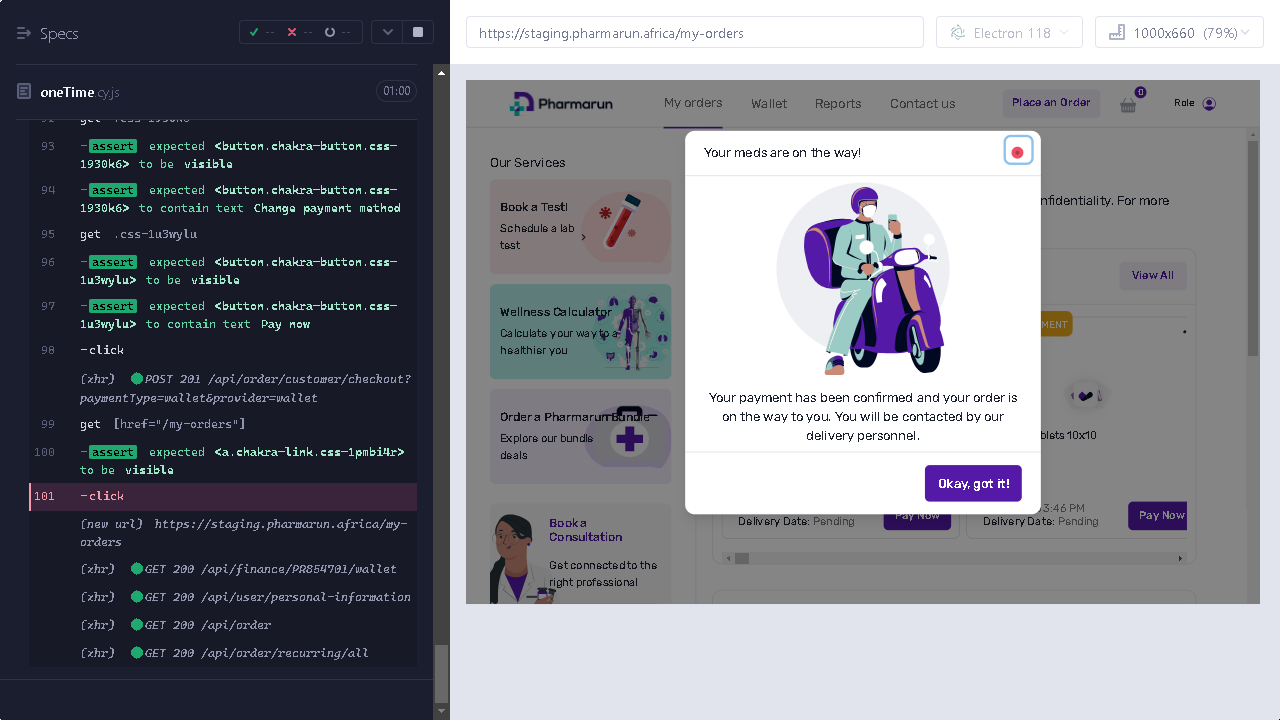 Specs
-- -- --
oneTime.cy.js
01:00
93 -assert expected <button.chakra-button.css-
1930k6> to be visible
94 -assert expected <button.chakra-button.css-
1930k6> to contain text Change payment method
95 get .css-1u3wylu
96 -assert expected <button.chakra-button.css-
1u3wylu> to be visible
97 -assert expected <button.chakra-button.css-
1u3wylu> to contain text Pay now
98 -click
(xhr) POST 201 /api/order/customer/checkout?
paymentType=wallet&provider=wallet
99 get [href="/my-orders"]
100 -assert expected <a.chakra-link.css-1pmbi4r>
to be visible
101 -click
(new url) https://staging.pharmarun.africa/my-
orders
(xhr) GET 200 /api/finance/PR854701/wallet
(xhr) GET 200 /api/user/personal-information
(xhr) GET 200 /api/order
(xhr) GET 200 /api/order/recurring/all
https://staging.pharmarun.africa/my-orders
Electron 118
1000x660 (79%)
Pharmarun
My orders
Wallet
Reports
Contact us
Place an Order
0
Role
Our Services
Book a Test!
Schedule a lab
test
Wellness Calculator
Calculate your way to a
healthier you
Order a Pharmarun Bundle
Explore our bundle
deals
Book a
Consultation
Get connected to the
right professional
Your meds are on the way!
Your payment has been confirmed and your order is
on the way to you. You will be contacted by our
delivery personnel.
Okay, got it!
nfidentiality. For more
View All
MENT
blets 10x10
3:46 PM
Delivery Date: Pending
Pay Now
Delivery Date: Pending
Pay Now